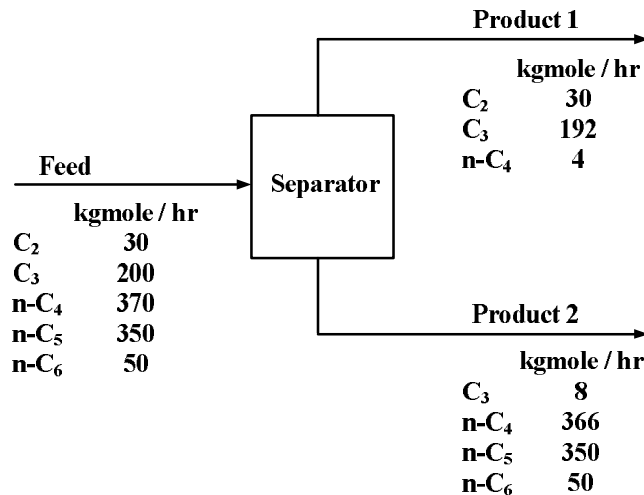 Product 1
kgmole / hr
C₂ 30
C₃ 192
n-C₄ 4
Feed
Separator
kgmole / hr
C₂ 30
C₃ 200
n-C₄ 370
n-C₅ 350
n-C₆ 50
Product 2
kgmole / hr
C₃ 8
n-C₄ 366
n-C₅ 350
n-C₆ 50